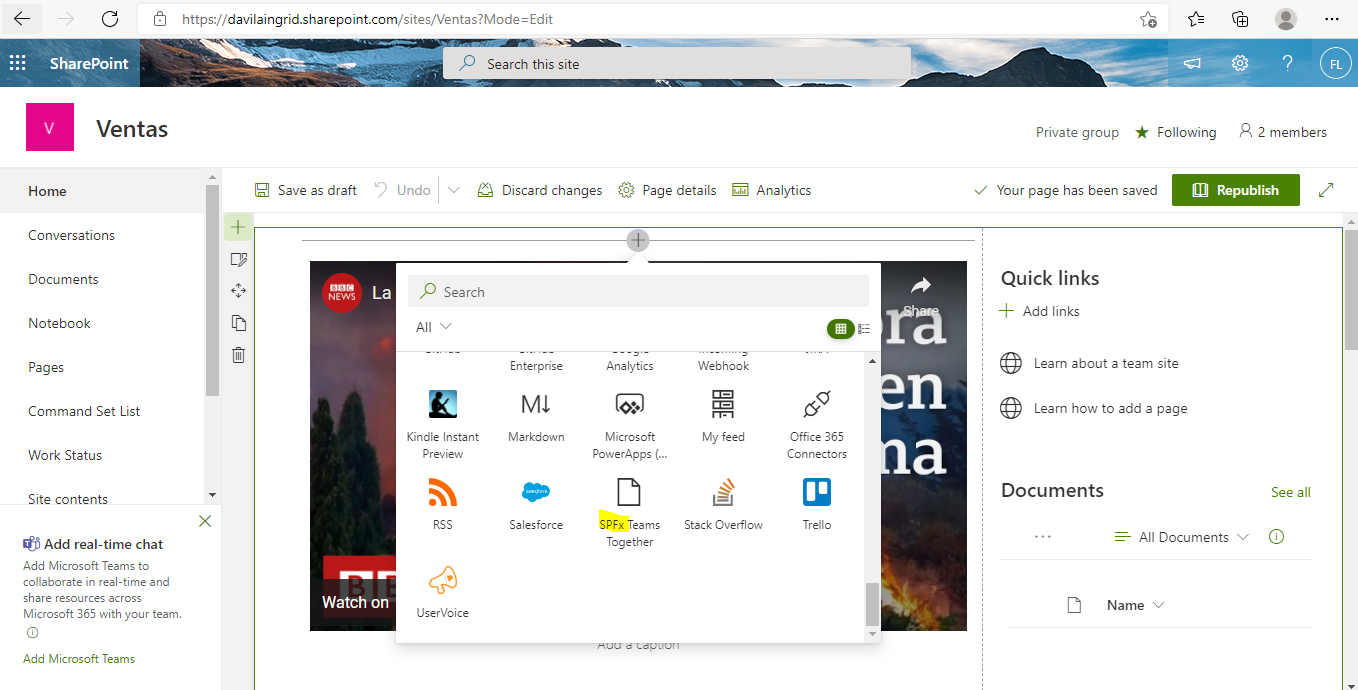 https://davilaingrid.sharepoint.com/sites/Ventas?Mode=Edit
SharePoint
Search this site
FL
V
Ventas
Private group
Following
2 members
Home
Conversations
Documents
Notebook
Pages
Command Set List
Work Status
Site contents
Save as draft
Undo
Discard changes
Page details
Analytics
Your page has been saved
Republish
BBC
NEWS
La
Share
ra
en
na
Watch on
Search
All
Enterprise
Analytics
Incoming
Webhook
Kindle Instant
Preview
Markdown
Microsoft
PowerApps (...
My feed
Office 365
Connectors
RSS
salesforce
Salesforce
SPFx Teams
Together
Stack Overflow
Trello
UserVoice
Add a caption
Quick links
Add links
Learn about a team site
Learn how to add a page
Documents
See all
All Documents
Name
Add real-time chat
Add Microsoft Teams to
collaborate in real-time and
share resources across
Microsoft 365 with your team.
Add Microsoft Teams